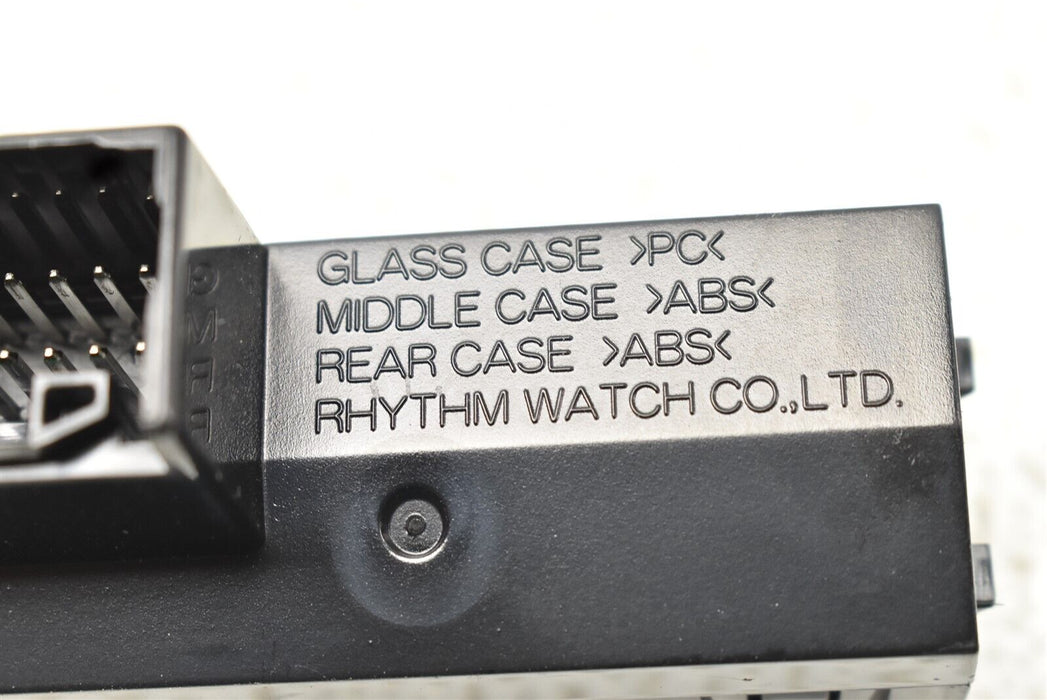 GLASS CASE >PC<
MIDDLE CASE >ABS<
REAR CASE >ABS<
RHYTHM WATCH CO.,LTD.